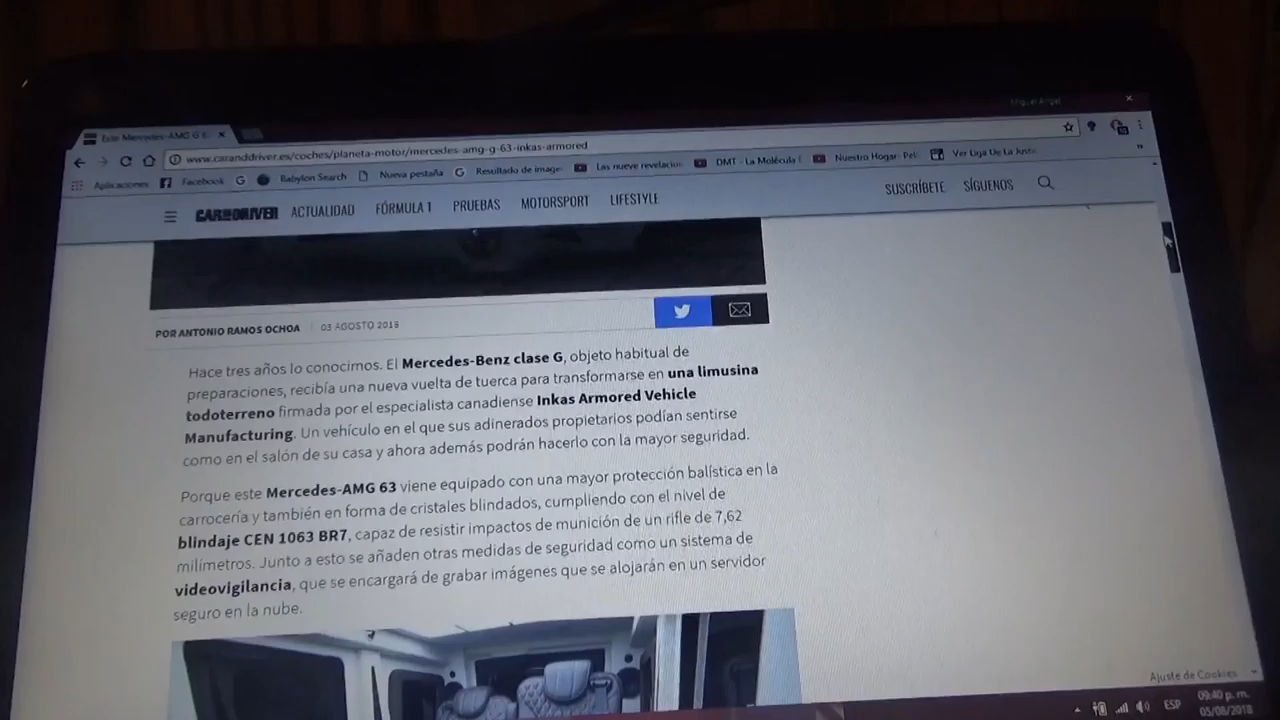 Miguel Angel
Este Mercedes-AMG G 6
www.caranddriver.es/coches/planeta-motor/mercedes-amg-g-63-inkas-armored
Aplicaciones Facebook Babylon Search Nueva pestaña Resultado de image Las nueve revelacio DMT - La Molécula Nuestro Hogar- Pelí Ver Liga De La Justi
CAR AND DRIVER ACTUALIDAD FÓRMULA 1 PRUEBAS MOTORSPORT LIFESTYLE SUSCRÍBETE SÍGUENOS
POR ANTONIO RAMOS OCHOA 03 AGOSTO 2018
Hace tres años lo conocimos. El Mercedes-Benz clase G, objeto habitual de
preparaciones, recibía una nueva vuelta de tuerca para transformarse en una limusina
todoterreno firmada por el especialista canadiense Inkas Armored Vehicle
Manufacturing. Un vehículo en el que sus adinerados propietarios podían sentirse
como en el salón de su casa y ahora además podrán hacerlo con la mayor seguridad.
Porque este Mercedes-AMG 63 viene equipado con una mayor protección balística en la
carrocería y también en forma de cristales blindados, cumpliendo con el nivel de
blindaje CEN 1063 BR7, capaz de resistir impactos de munición de un rifle de 7,62
milímetros. Junto a esto se añaden otras medidas de seguridad como un sistema de
videovigilancia, que se encargará de grabar imágenes que se alojarán en un servidor
seguro en la nube.
Ajuste de Cookies
ESP
09:40 p. m.
05/08/2018